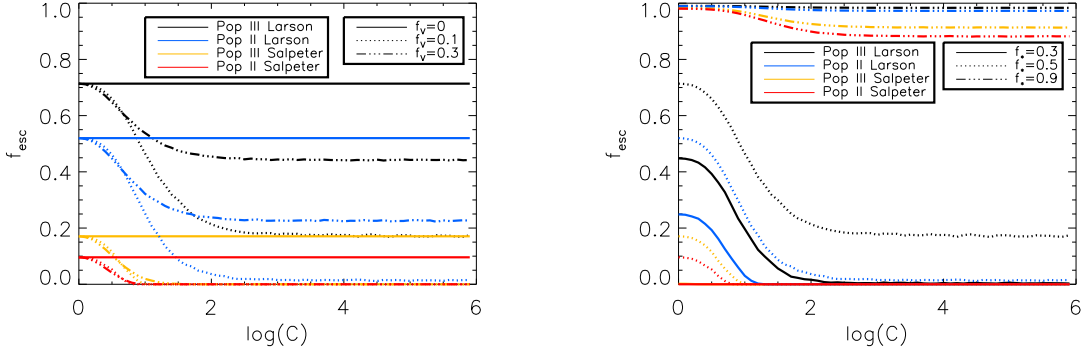 1.0
0.8
0.6
0.4
0.2
0.0
f_esc
0 2 4 6
log(C)
Pop III Larson
Pop II Larson
Pop III Salpeter
Pop II Salpeter
f_v=0
f_v=0.1
f_v=0.3
1.0
0.8
0.6
0.4
0.2
0.0
f_esc
0 2 4 6
log(C)
Pop III Larson
Pop II Larson
Pop III Salpeter
Pop II Salpeter
f_*=0.3
f_*=0.5
f_*=0.9